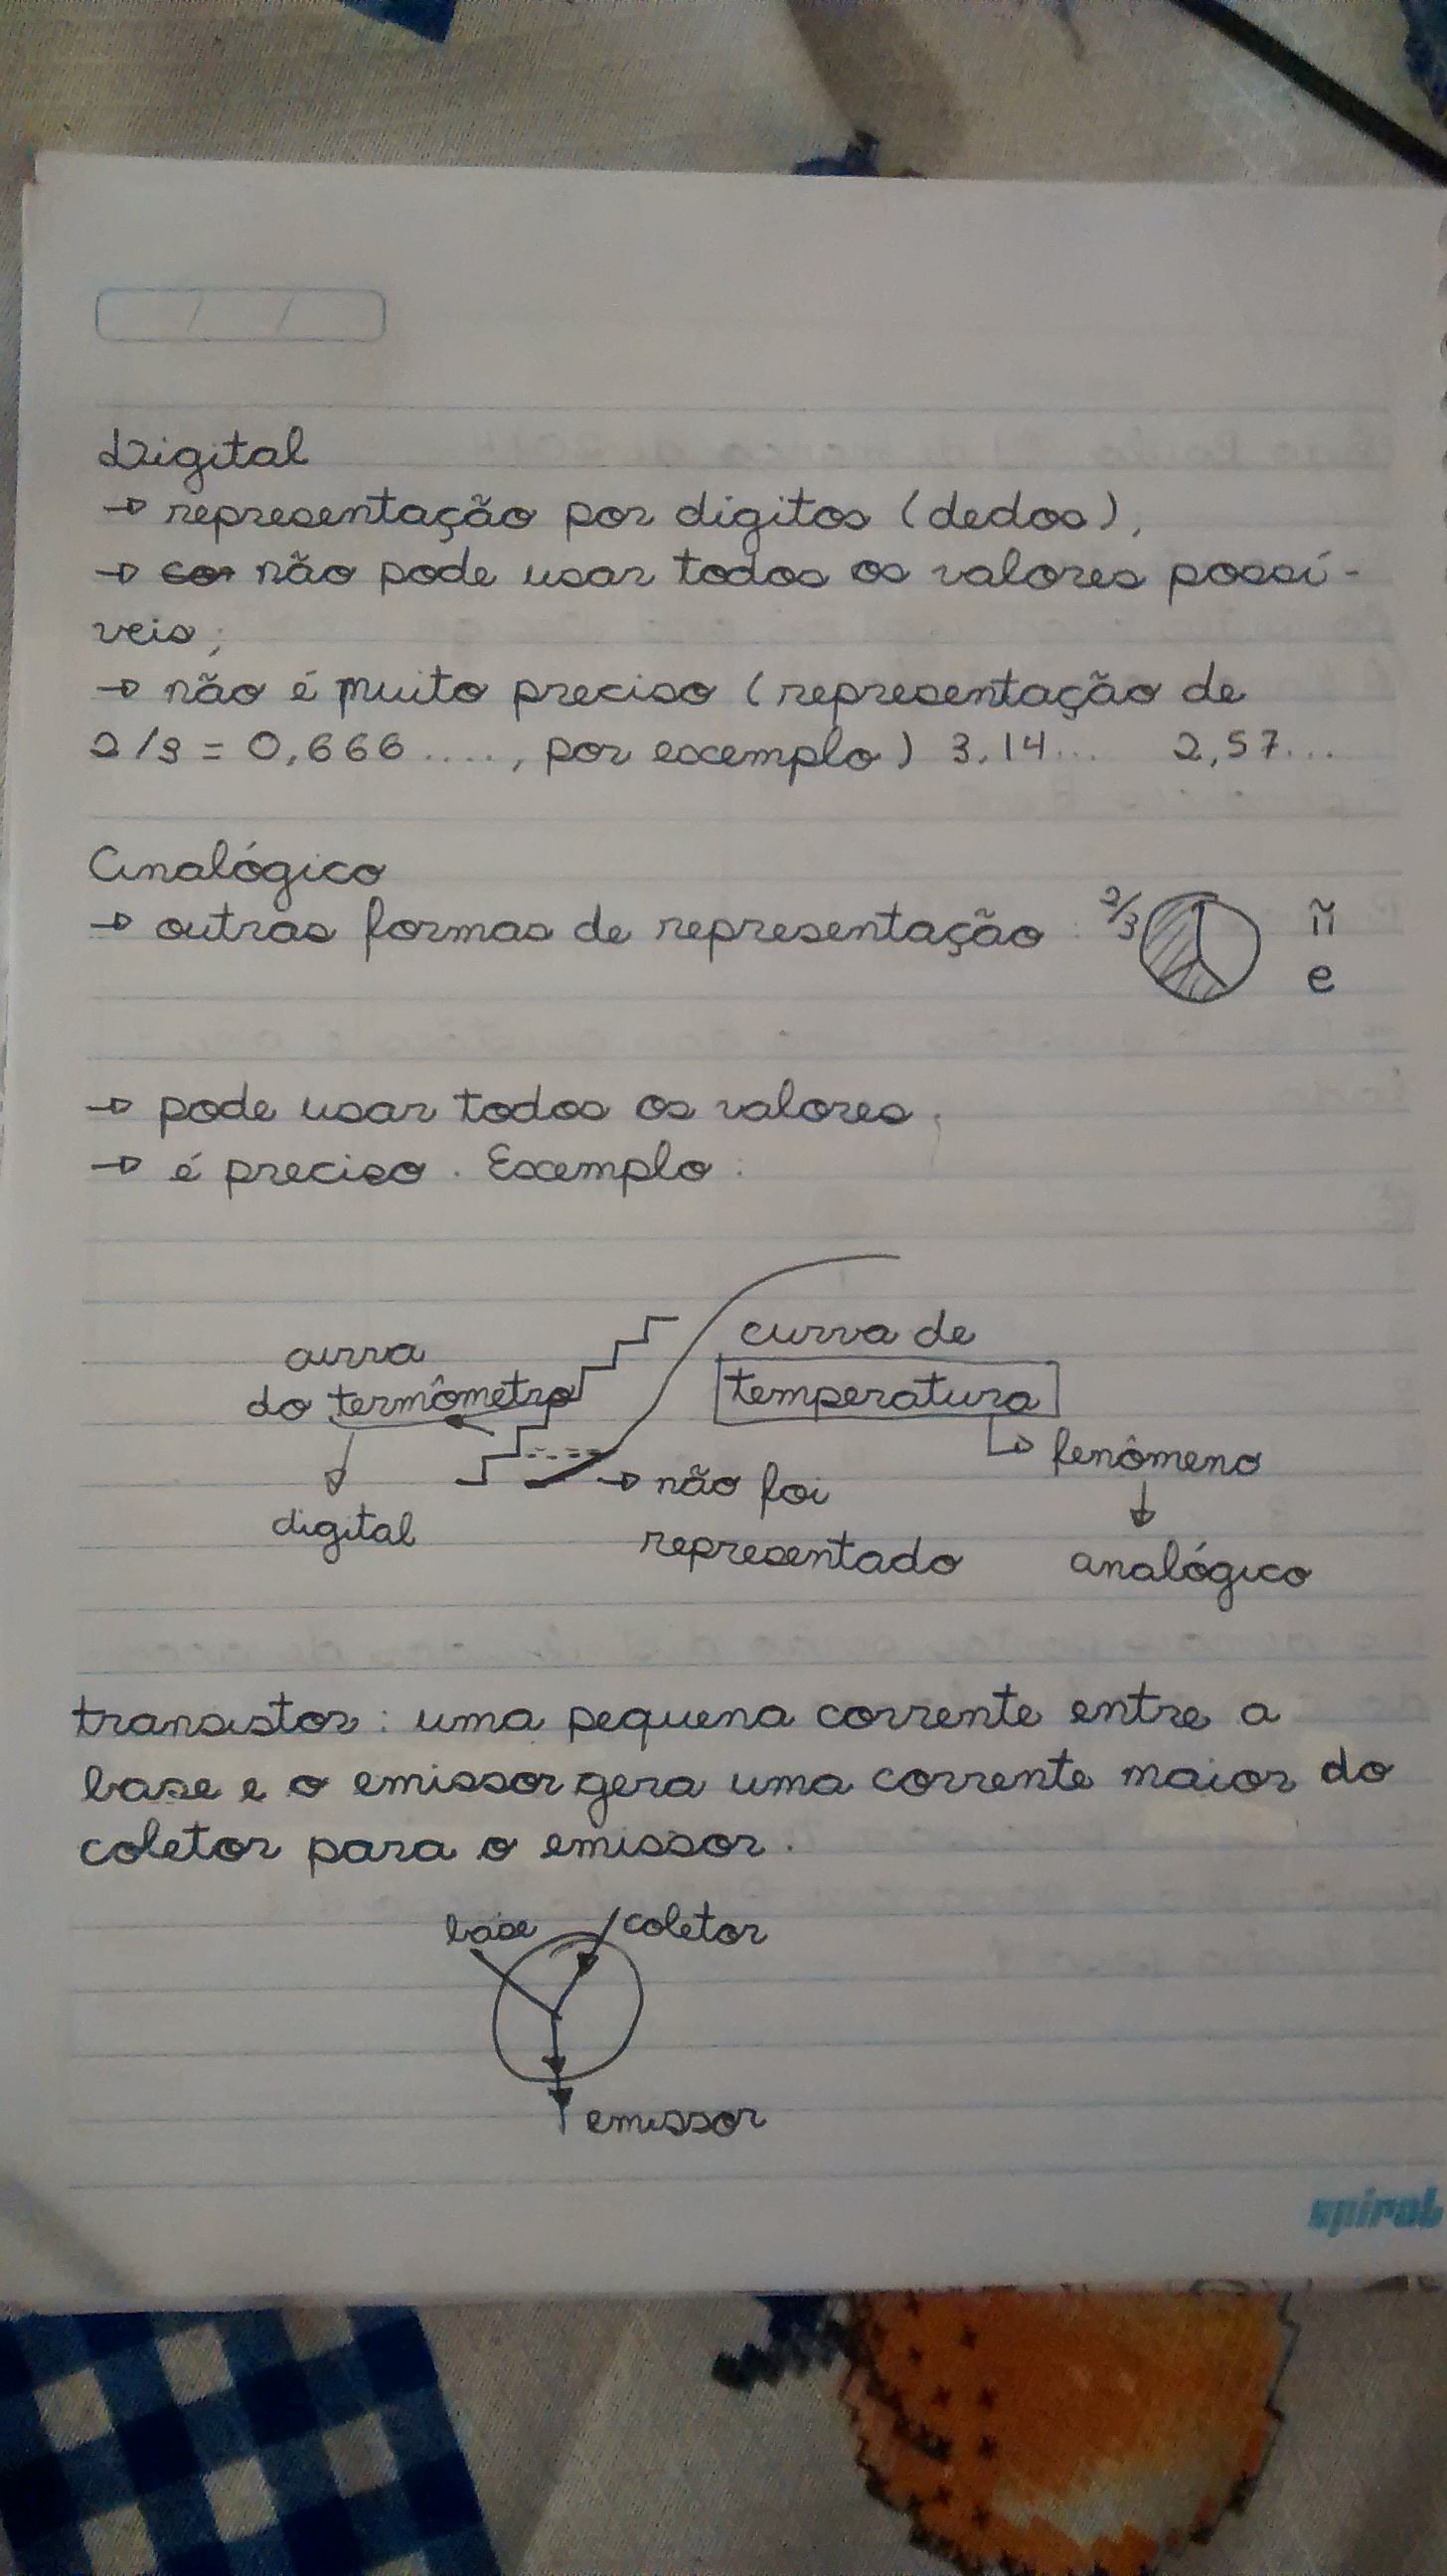 Digital
→ representação por digitos (dedos),
→ não pode usar todos os valores possí-
veis;
→ não é muito preciso (representação de
2/3 = 0,666...., por exemplo) 3,14... 2,57...
Analógico
→ outras formas de representação : 2/3 π
e
→ pode usar todos os valores;
→ é preciso. Exemplo:
curva
do termômetro
digital
curva de
temperatura
↳ fenômeno
analógico
→ não foi
representado
transistor: uma pequena corrente entre a
base e o emissor gera uma corrente maior do
coletor para o emissor.
base coletor
emissor
spiral